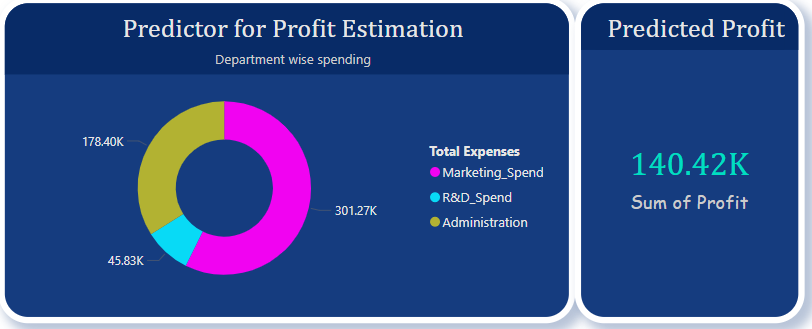 Predictor for Profit Estimation
Department wise spending
178.40K
45.83K
301.27K
Total Expenses
Marketing_Spend
R&D_Spend
Administration
Predicted Profit
140.42K
Sum of Profit